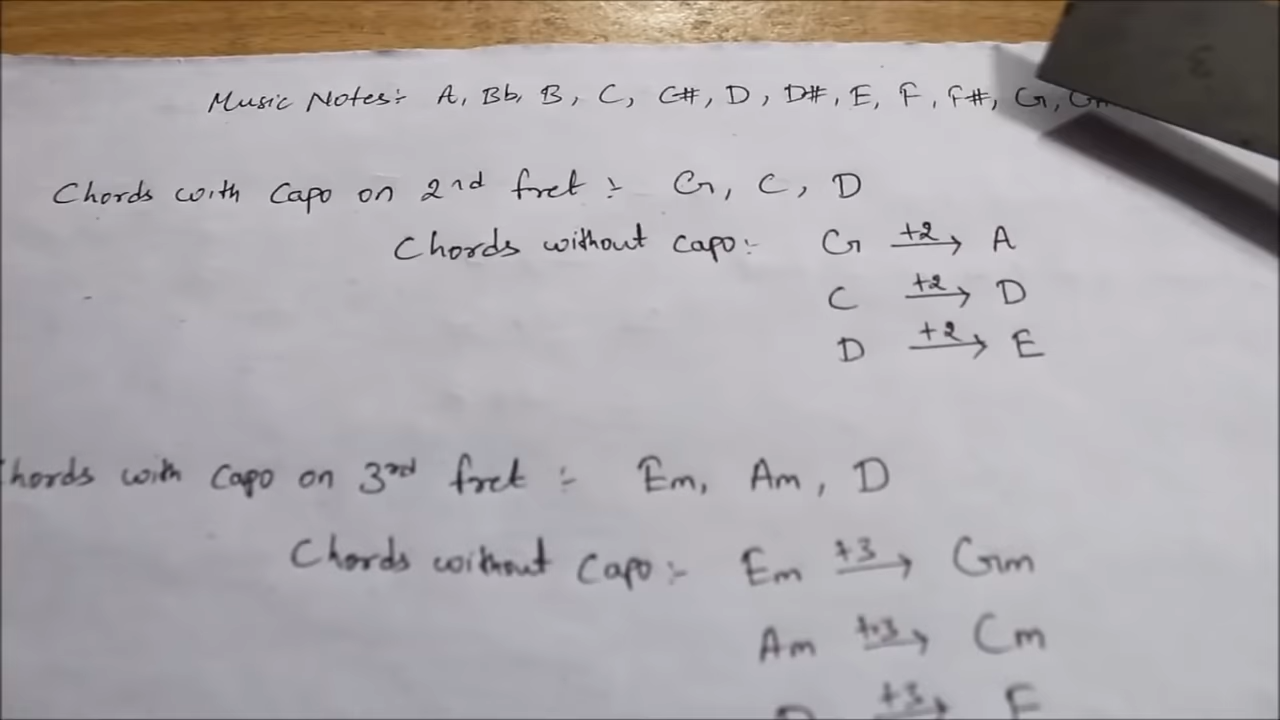 Music Notes:- A, Bb, B, C, C#, D, D#, E, F, F#, G,
Chords with Capo on 2nd fret :- G, C, D
Chords without capo:- G +2→ A
C +2→ D
D +2→ E
Chords with Capo on 3rd fret :- Em, Am, D
Chords without Capo:- Em +3→ Gm
Am +3→ Cm
D +3→ F